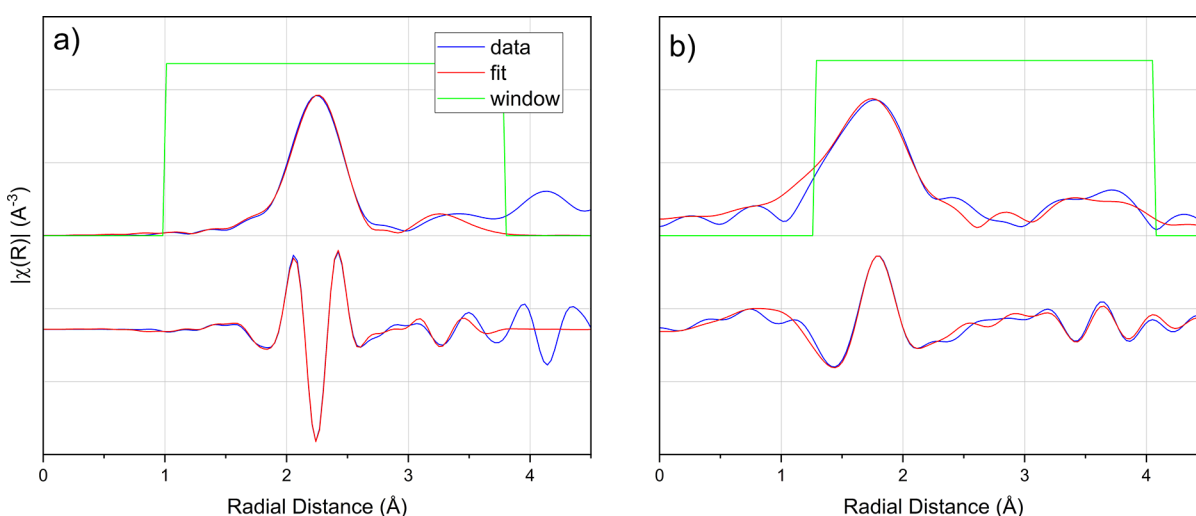 a)
data
fit
window
b)
|χ(R)| (A⁻³)
0 1 2 3 4
Radial Distance (Å)
0 1 2 3 4
Radial Distance (Å)